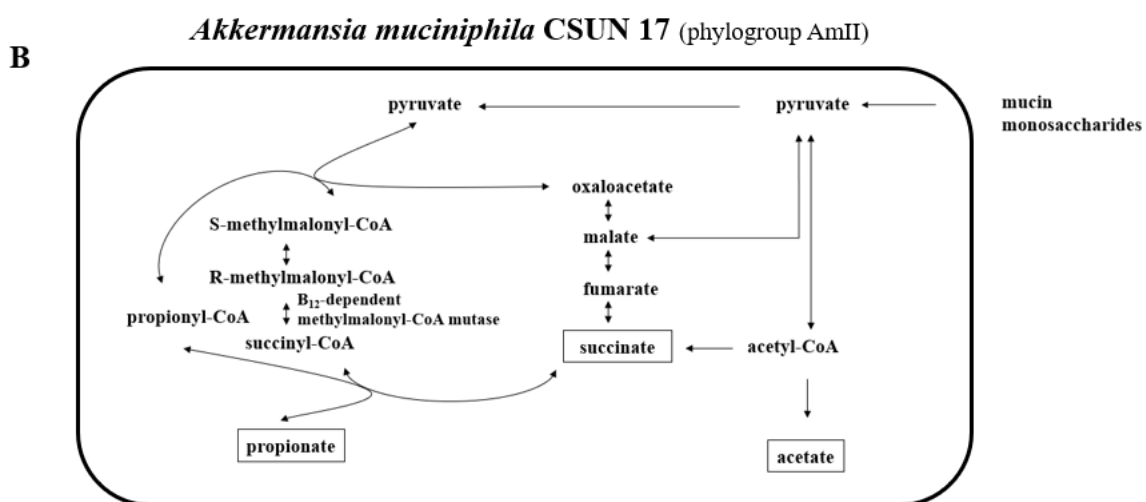 Akkermansia muciniphila CSUN 17 (phylogroup AmII)
B
pyruvate
pyruvate
mucin
monosaccharides
oxaloacetate
S-methylmalonyl-CoA
malate
R-methylmalonyl-CoA
fumarate
B₁₂-dependent
methylmalonyl-CoA mutase
propionyl-CoA
succinyl-CoA
succinate
acetyl-CoA
propionate
acetate